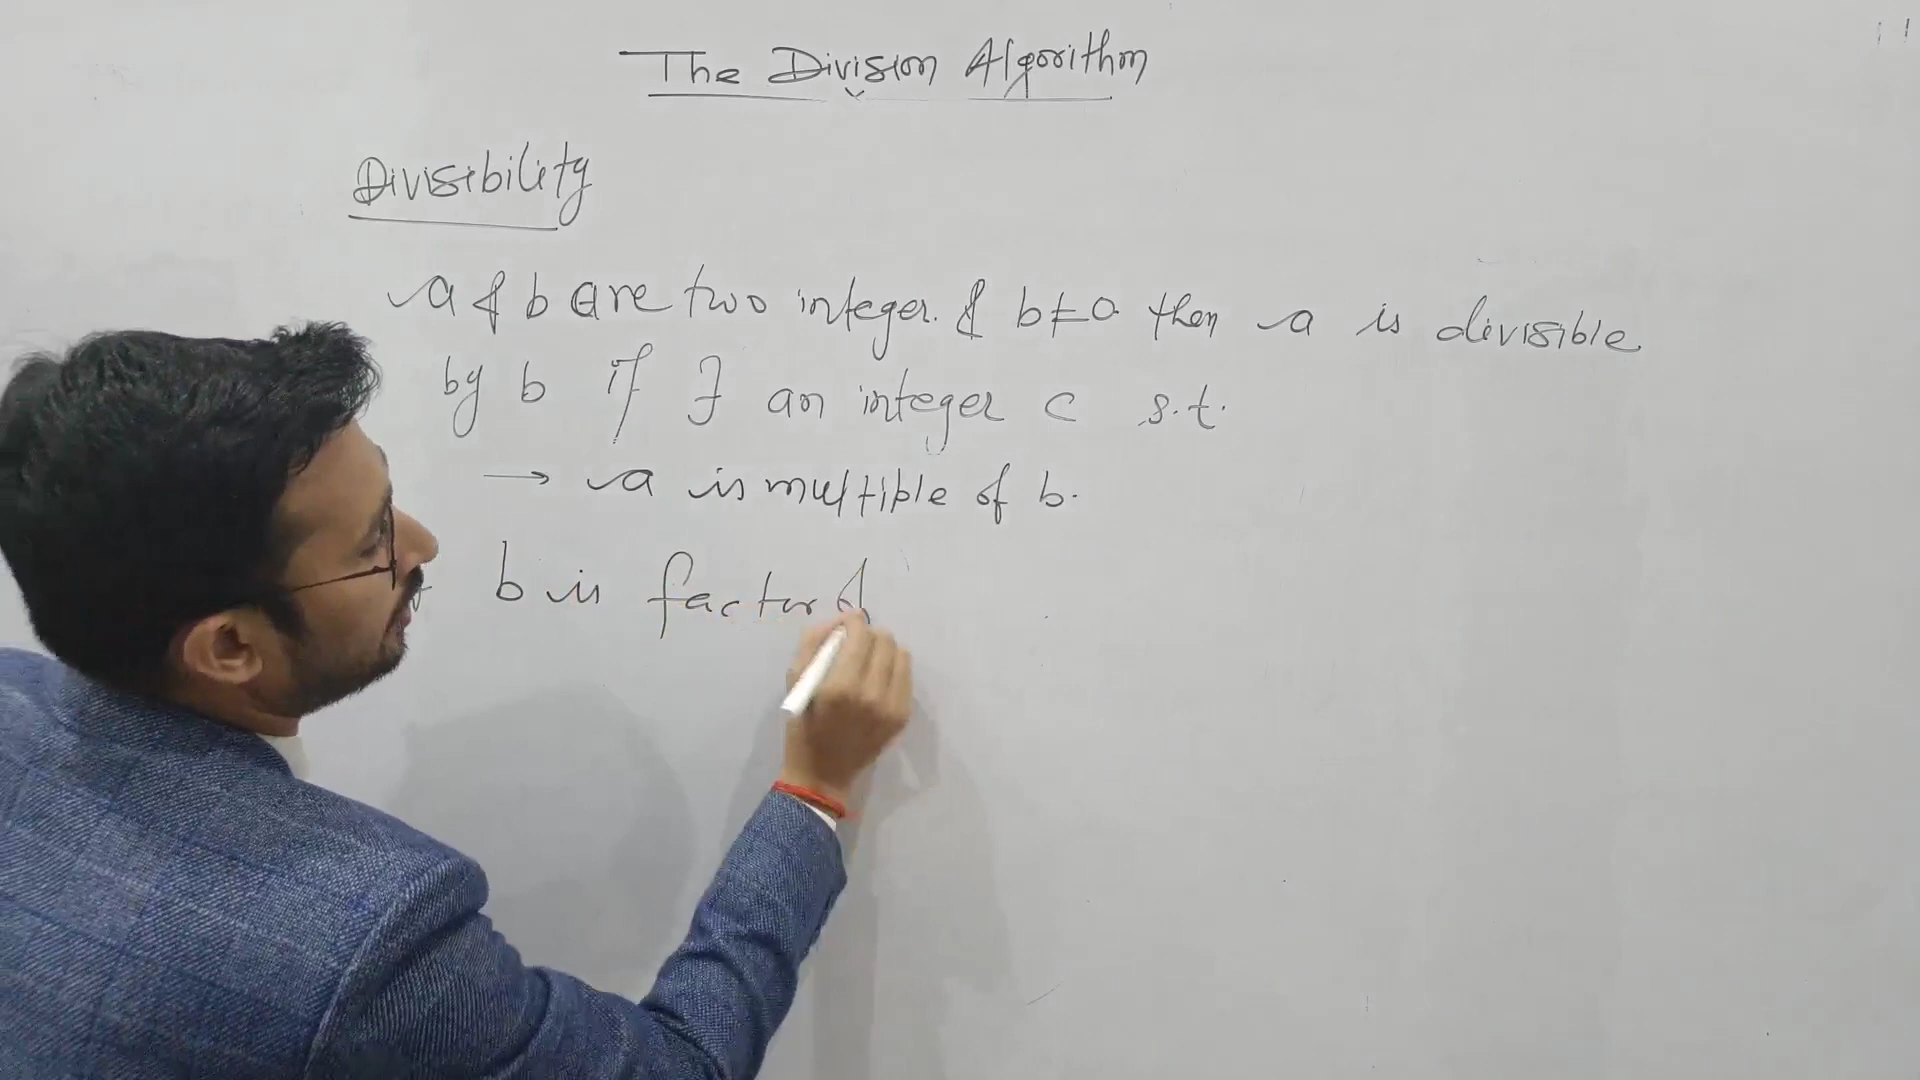 The Division Algorithm
Divisibility
a & b are two integer. & b≠0. then a is divisible
by b if ∃ an integer c s.t.
→ a is multiple of b.
b is factor of